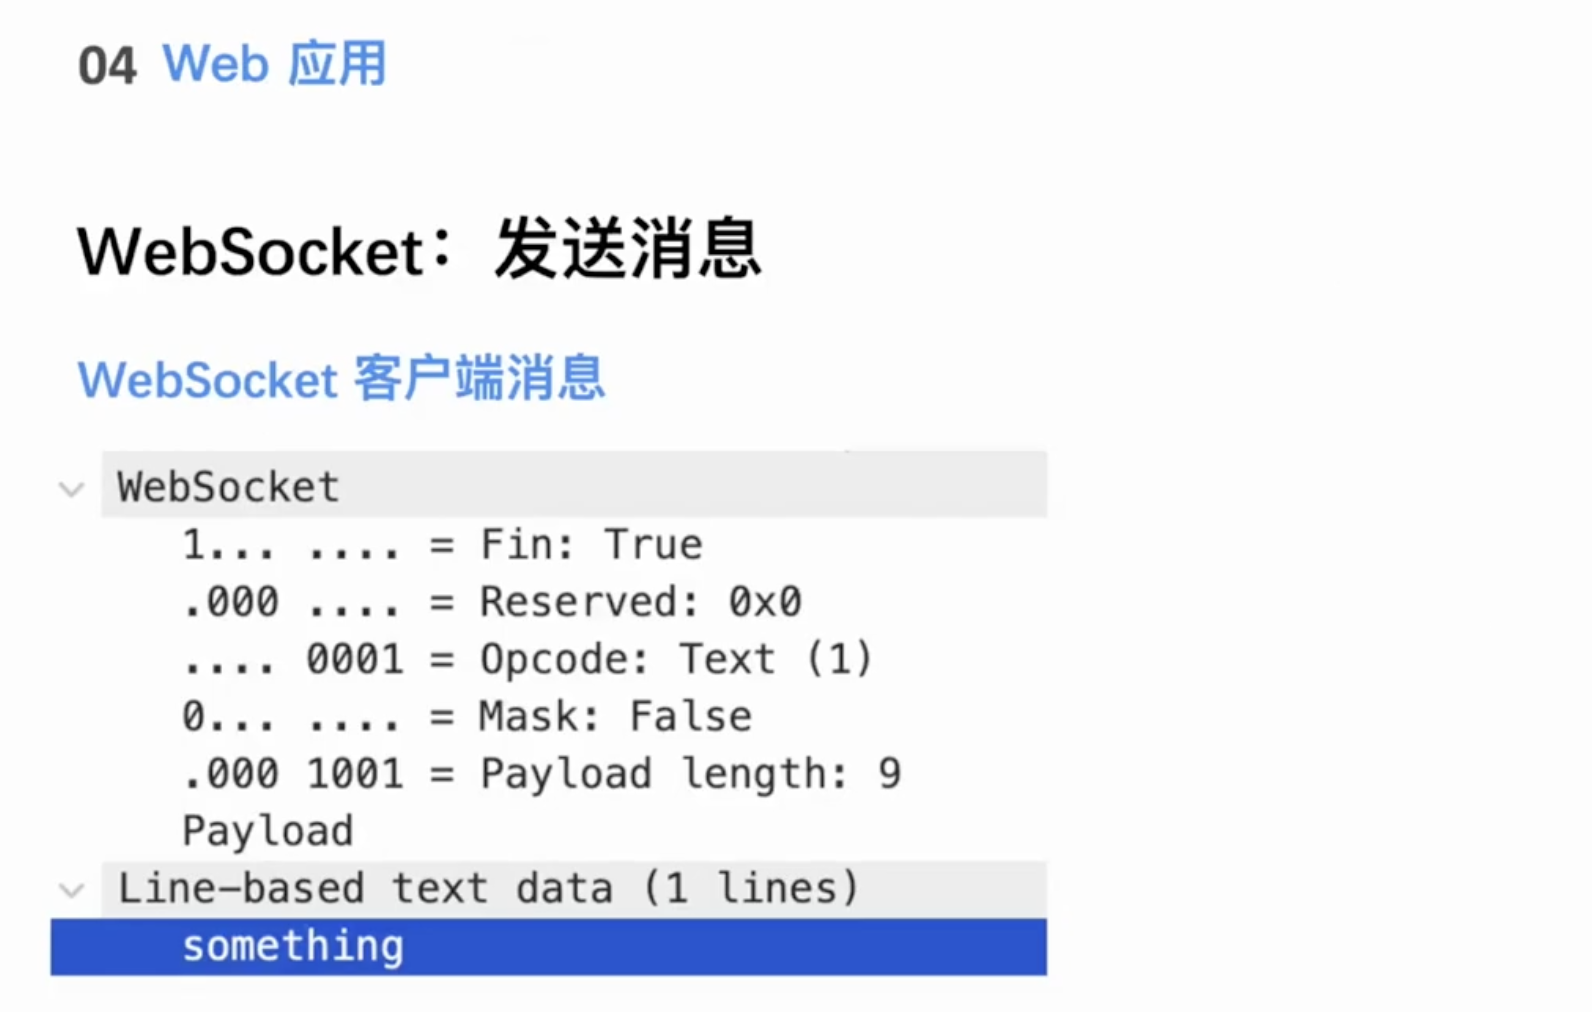 04 Web 应用
WebSocket：发送消息
WebSocket 客户端消息
WebSocket
1... .... = Fin: True
.000 .... = Reserved: 0x0
.... 0001 = Opcode: Text (1)
0... .... = Mask: False
.000 1001 = Payload length: 9
Payload
Line-based text data (1 lines)
something